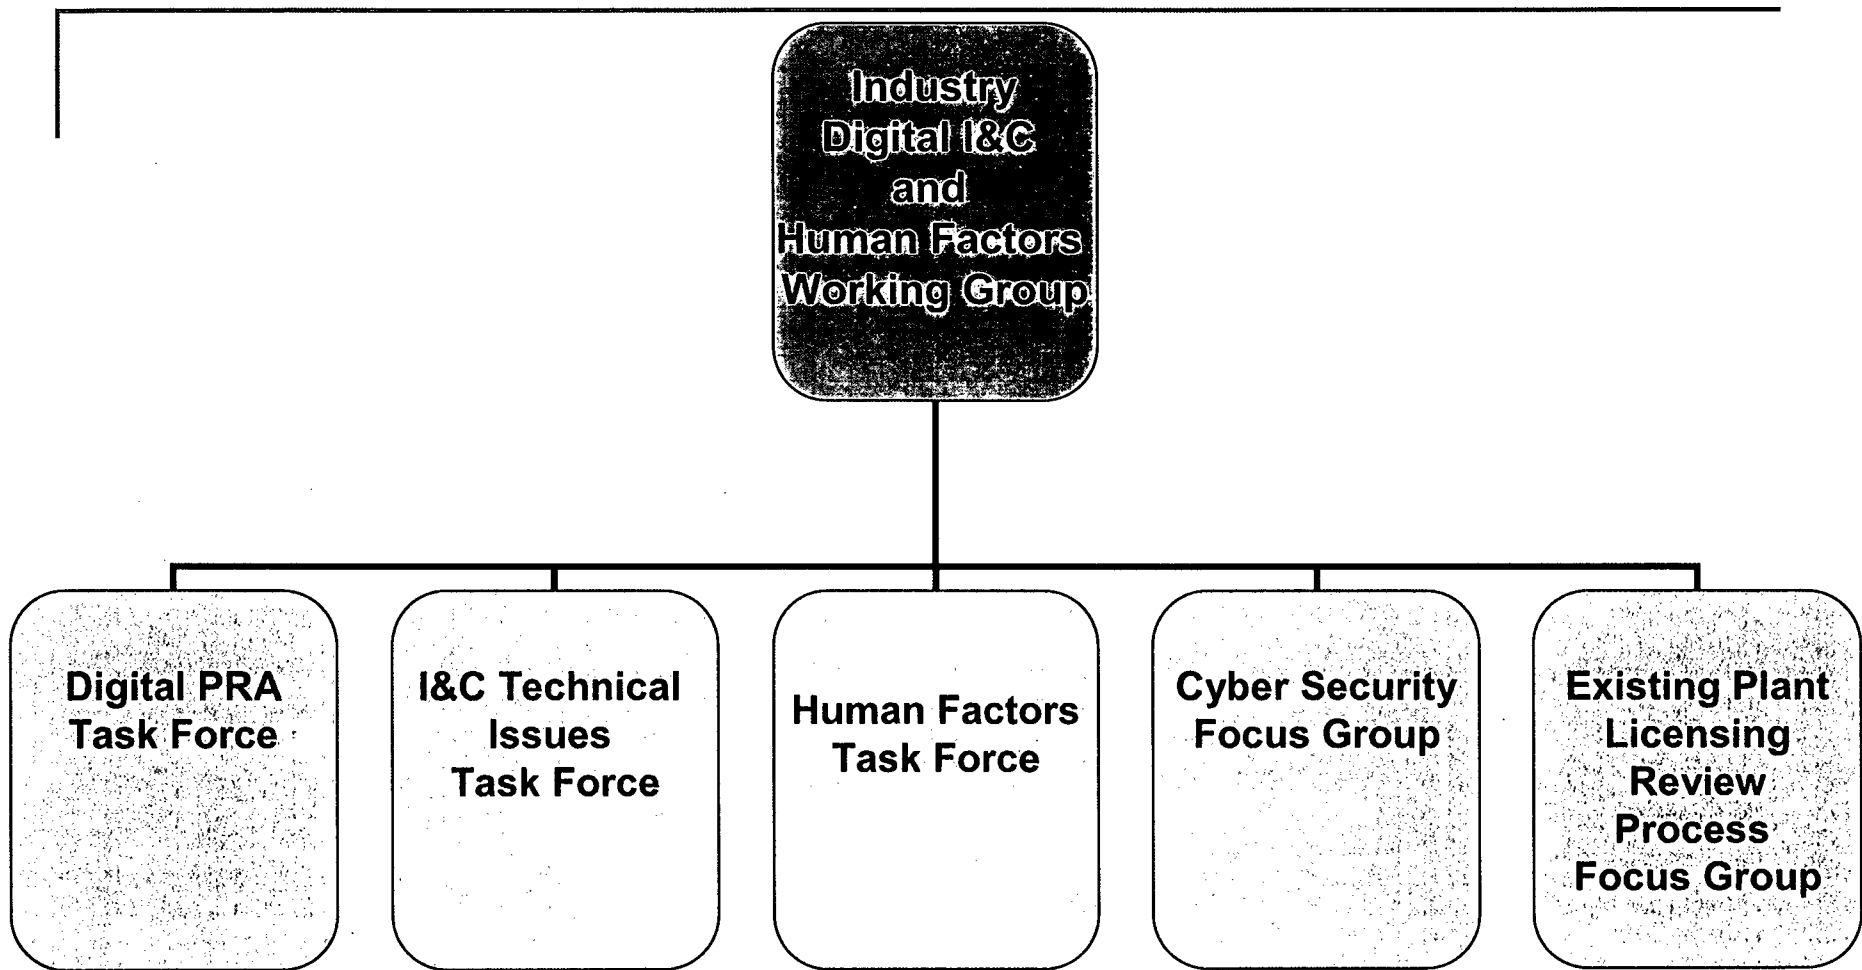 Industry
Digital I&C
and
Human Factors
Working Group
Digital PRA
Task Force
I&C Technical
Issues
Task Force
Human Factors
Task Force
Cyber Security
Focus Group
Existing Plant
Licensing
Review
Process
Focus Group